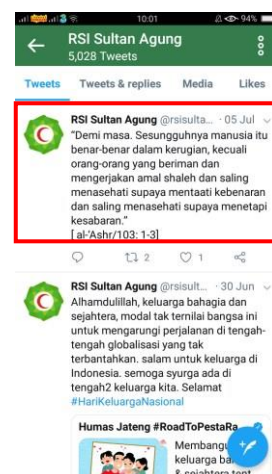 10:01
94%
RSI Sultan Agung
5,028 Tweets
Tweets Tweets & replies Media Likes
RSI Sultan Agung @rsisulta... · 05 Jul
“Demi masa. Sesungguhnya manusia itu
benar-benar dalam kerugian, kecuali
orang-orang yang beriman dan
mengerjakan amal shaleh dan saling
menasehati supaya mentaati kebenaran
dan saling menasehati supaya menetapi
kesabaran.”
[ al-'Ashr/103: 1-3]
2 1
RSI Sultan Agung @rsisult... · 30 Jun
Alhamdulillah, keluarga bahagia dan
sejahtera, modal tak ternilai bangsa ini
untuk mengarungi perjalanan di tengah-
tengah globalisasi yang tak
terbantahkan. salam untuk keluarga di
Indonesia. semoga syurga ada di
tengah2 keluarga kita. Selamat
#HariKeluargaNasional
Humas Jateng #RoadToPestaRa
Membangu
keluarga ba
& sejahtera tent